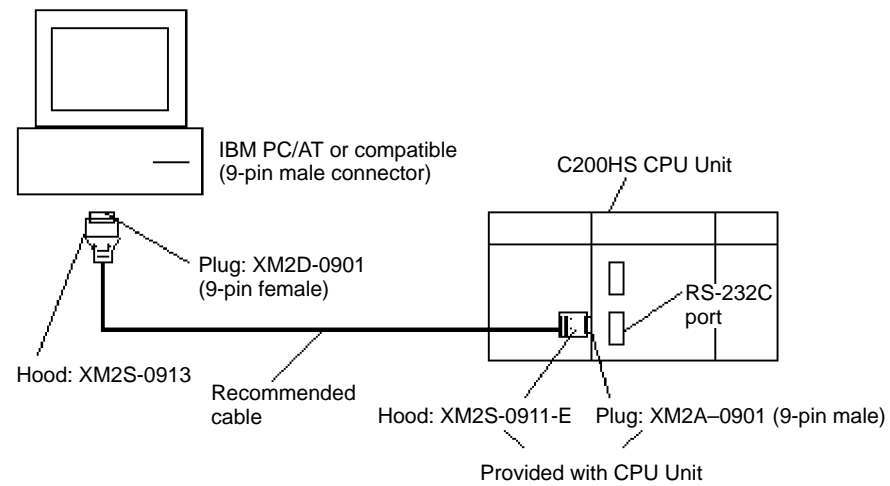 IBM PC/AT or compatible
(9-pin male connector)
C200HS CPU Unit
Plug: XM2D-0901
(9-pin female)
RS-232C
port
Hood: XM2S-0913
Recommended
cable
Hood: XM2S-0911-E
Plug: XM2A–0901 (9-pin male)
Provided with CPU Unit